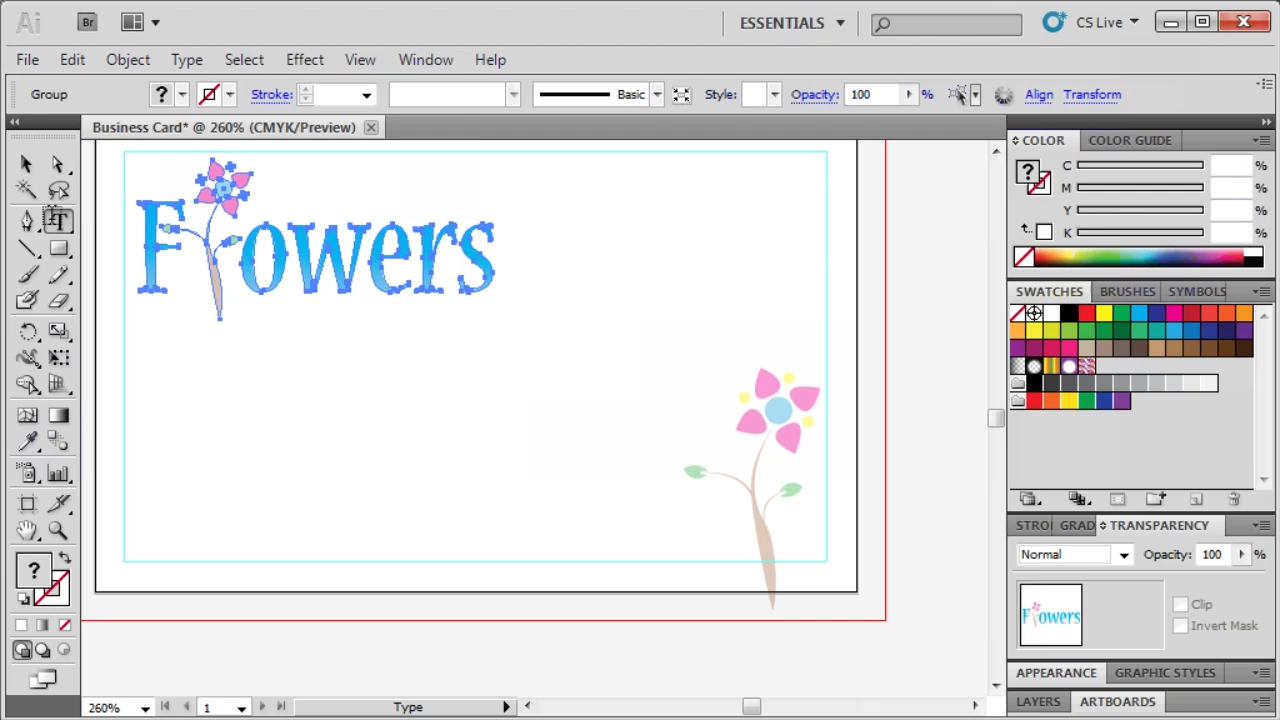 Ai Br ESSENTIALS CS Live
File Edit Object Type Select Effect View Window Help
Group ? Stroke: Basic Style: Opacity: 100 % Align Transform
Business Card* @ 260% (CMYK/Preview)
COLOR COLOR GUIDE
? C %
M %
Y %
K %
T
Flowers
SWATCHES BRUSHES SYMBOLS
STRO GRAD TRANSPARENCY
Normal Opacity: 100 %
?
Flowers
Clip
Invert Mask
APPEARANCE GRAPHIC STYLES
LAYERS ARTBOARDS
260% 1 Type